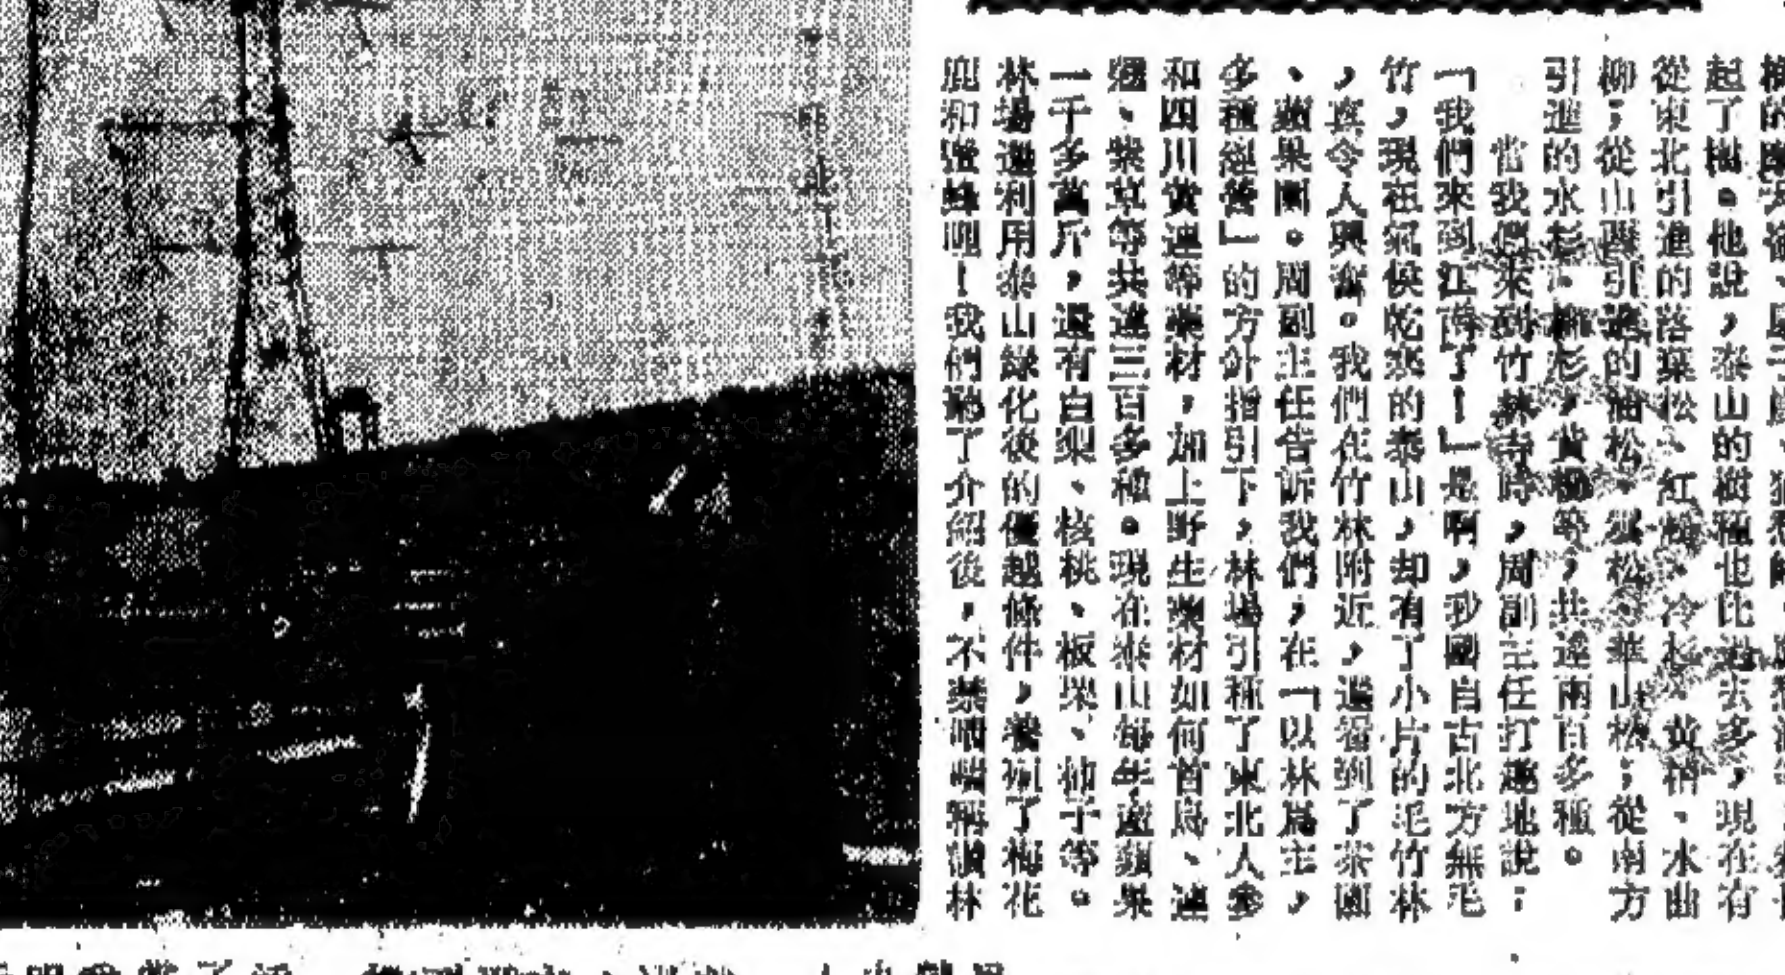 起了樹。他說，泰山的樹種也比過去多，現在有
從東北引進的落葉松、紅松、冷杉、黃梢、水曲
柳；從山西引進的油松、雲松、華山松；從南方
引進的水杉、柳杉，等，共達兩百多種。
當我們來到竹林寺時，周副主任打趣地說：
「我們來到江南了！」是啊，我國自古北方無毛
竹，現在氣候乾燥的泰山，却有了小片的毛竹林
，真令人興奮。我們在竹林附近，還看到了茶園
、蘋果園。周副主任告訴我們，在「以林爲主，
多種經營」的方針指引下，林場引種了東北人參
和四川黃連等藥材，加上野生藥材如何首烏、
、紫草等共達三百多種。現在泰山每年產蘋果
一千多萬斤，還有白梨、核桃、板栗、柿子等。
林場還利用泰山綠化後的優越條件，養殖了梅花
鹿和蜜蜂呢！我們聽了介紹後，不禁嘖嘖稱讚林